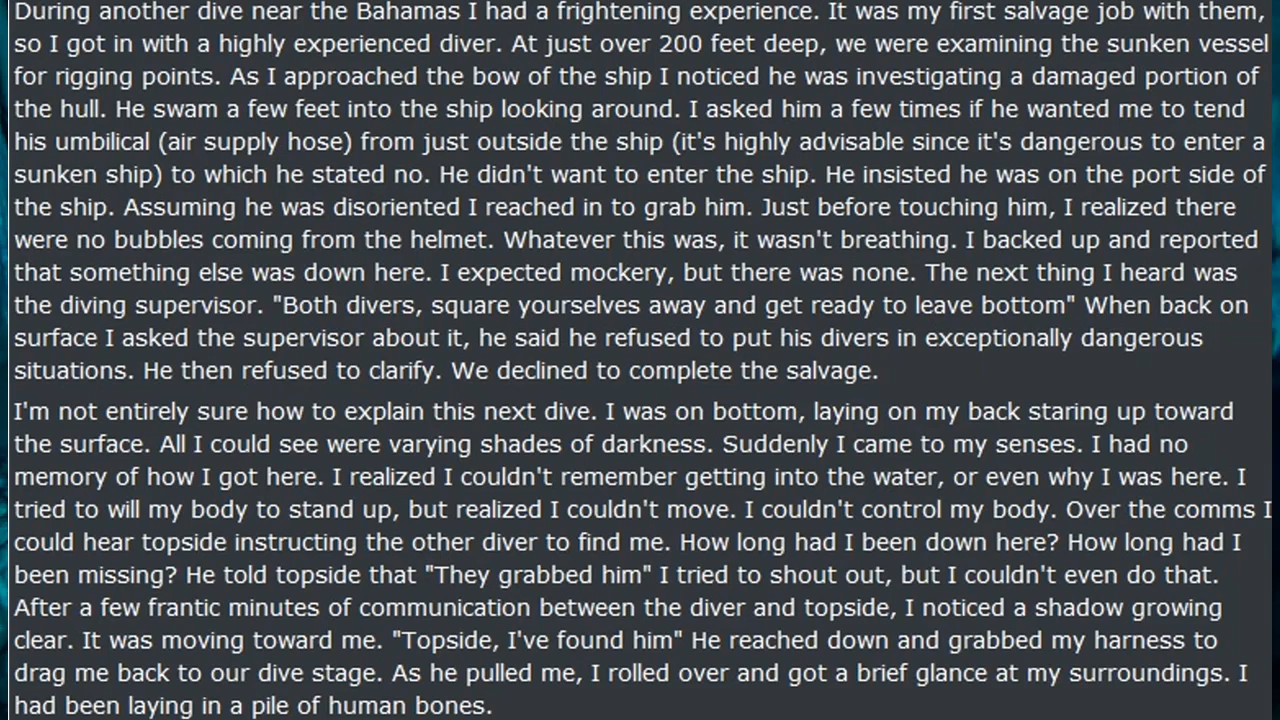 During another dive near the Bahamas I had a frightening experience. It was my first salvage job with them,
so I got in with a highly experienced diver. At just over 200 feet deep, we were examining the sunken vessel
for rigging points. As I approached the bow of the ship I noticed he was investigating a damaged portion of
the hull. He swam a few feet into the ship looking around. I asked him a few times if he wanted me to tend
his umbilical (air supply hose) from just outside the ship (it's highly advisable since it's dangerous to enter a
sunken ship) to which he stated no. He didn't want to enter the ship. He insisted he was on the port side of
the ship. Assuming he was disoriented I reached in to grab him. Just before touching him, I realized there
were no bubbles coming from the helmet. Whatever this was, it wasn't breathing. I backed up and reported
that something else was down here. I expected mockery, but there was none. The next thing I heard was
the diving supervisor. "Both divers, square yourselves away and get ready to leave bottom" When back on
surface I asked the supervisor about it, he said he refused to put his divers in exceptionally dangerous
situations. He then refused to clarify. We declined to complete the salvage.
I'm not entirely sure how to explain this next dive. I was on bottom, laying on my back staring up toward
the surface. All I could see were varying shades of darkness. Suddenly I came to my senses. I had no
memory of how I got here. I realized I couldn't remember getting into the water, or even why I was here. I
tried to will my body to stand up, but realized I couldn't move. I couldn't control my body. Over the comms I
could hear topside instructing the other diver to find me. How long had I been down here? How long had I
been missing? He told topside that "They grabbed him" I tried to shout out, but I couldn't even do that.
After a few frantic minutes of communication between the diver and topside, I noticed a shadow growing
clear. It was moving toward me. "Topside, I've found him" He reached down and grabbed my harness to
drag me back to our dive stage. As he pulled me, I rolled over and got a brief glance at my surroundings. I
had been laying in a pile of human bones.